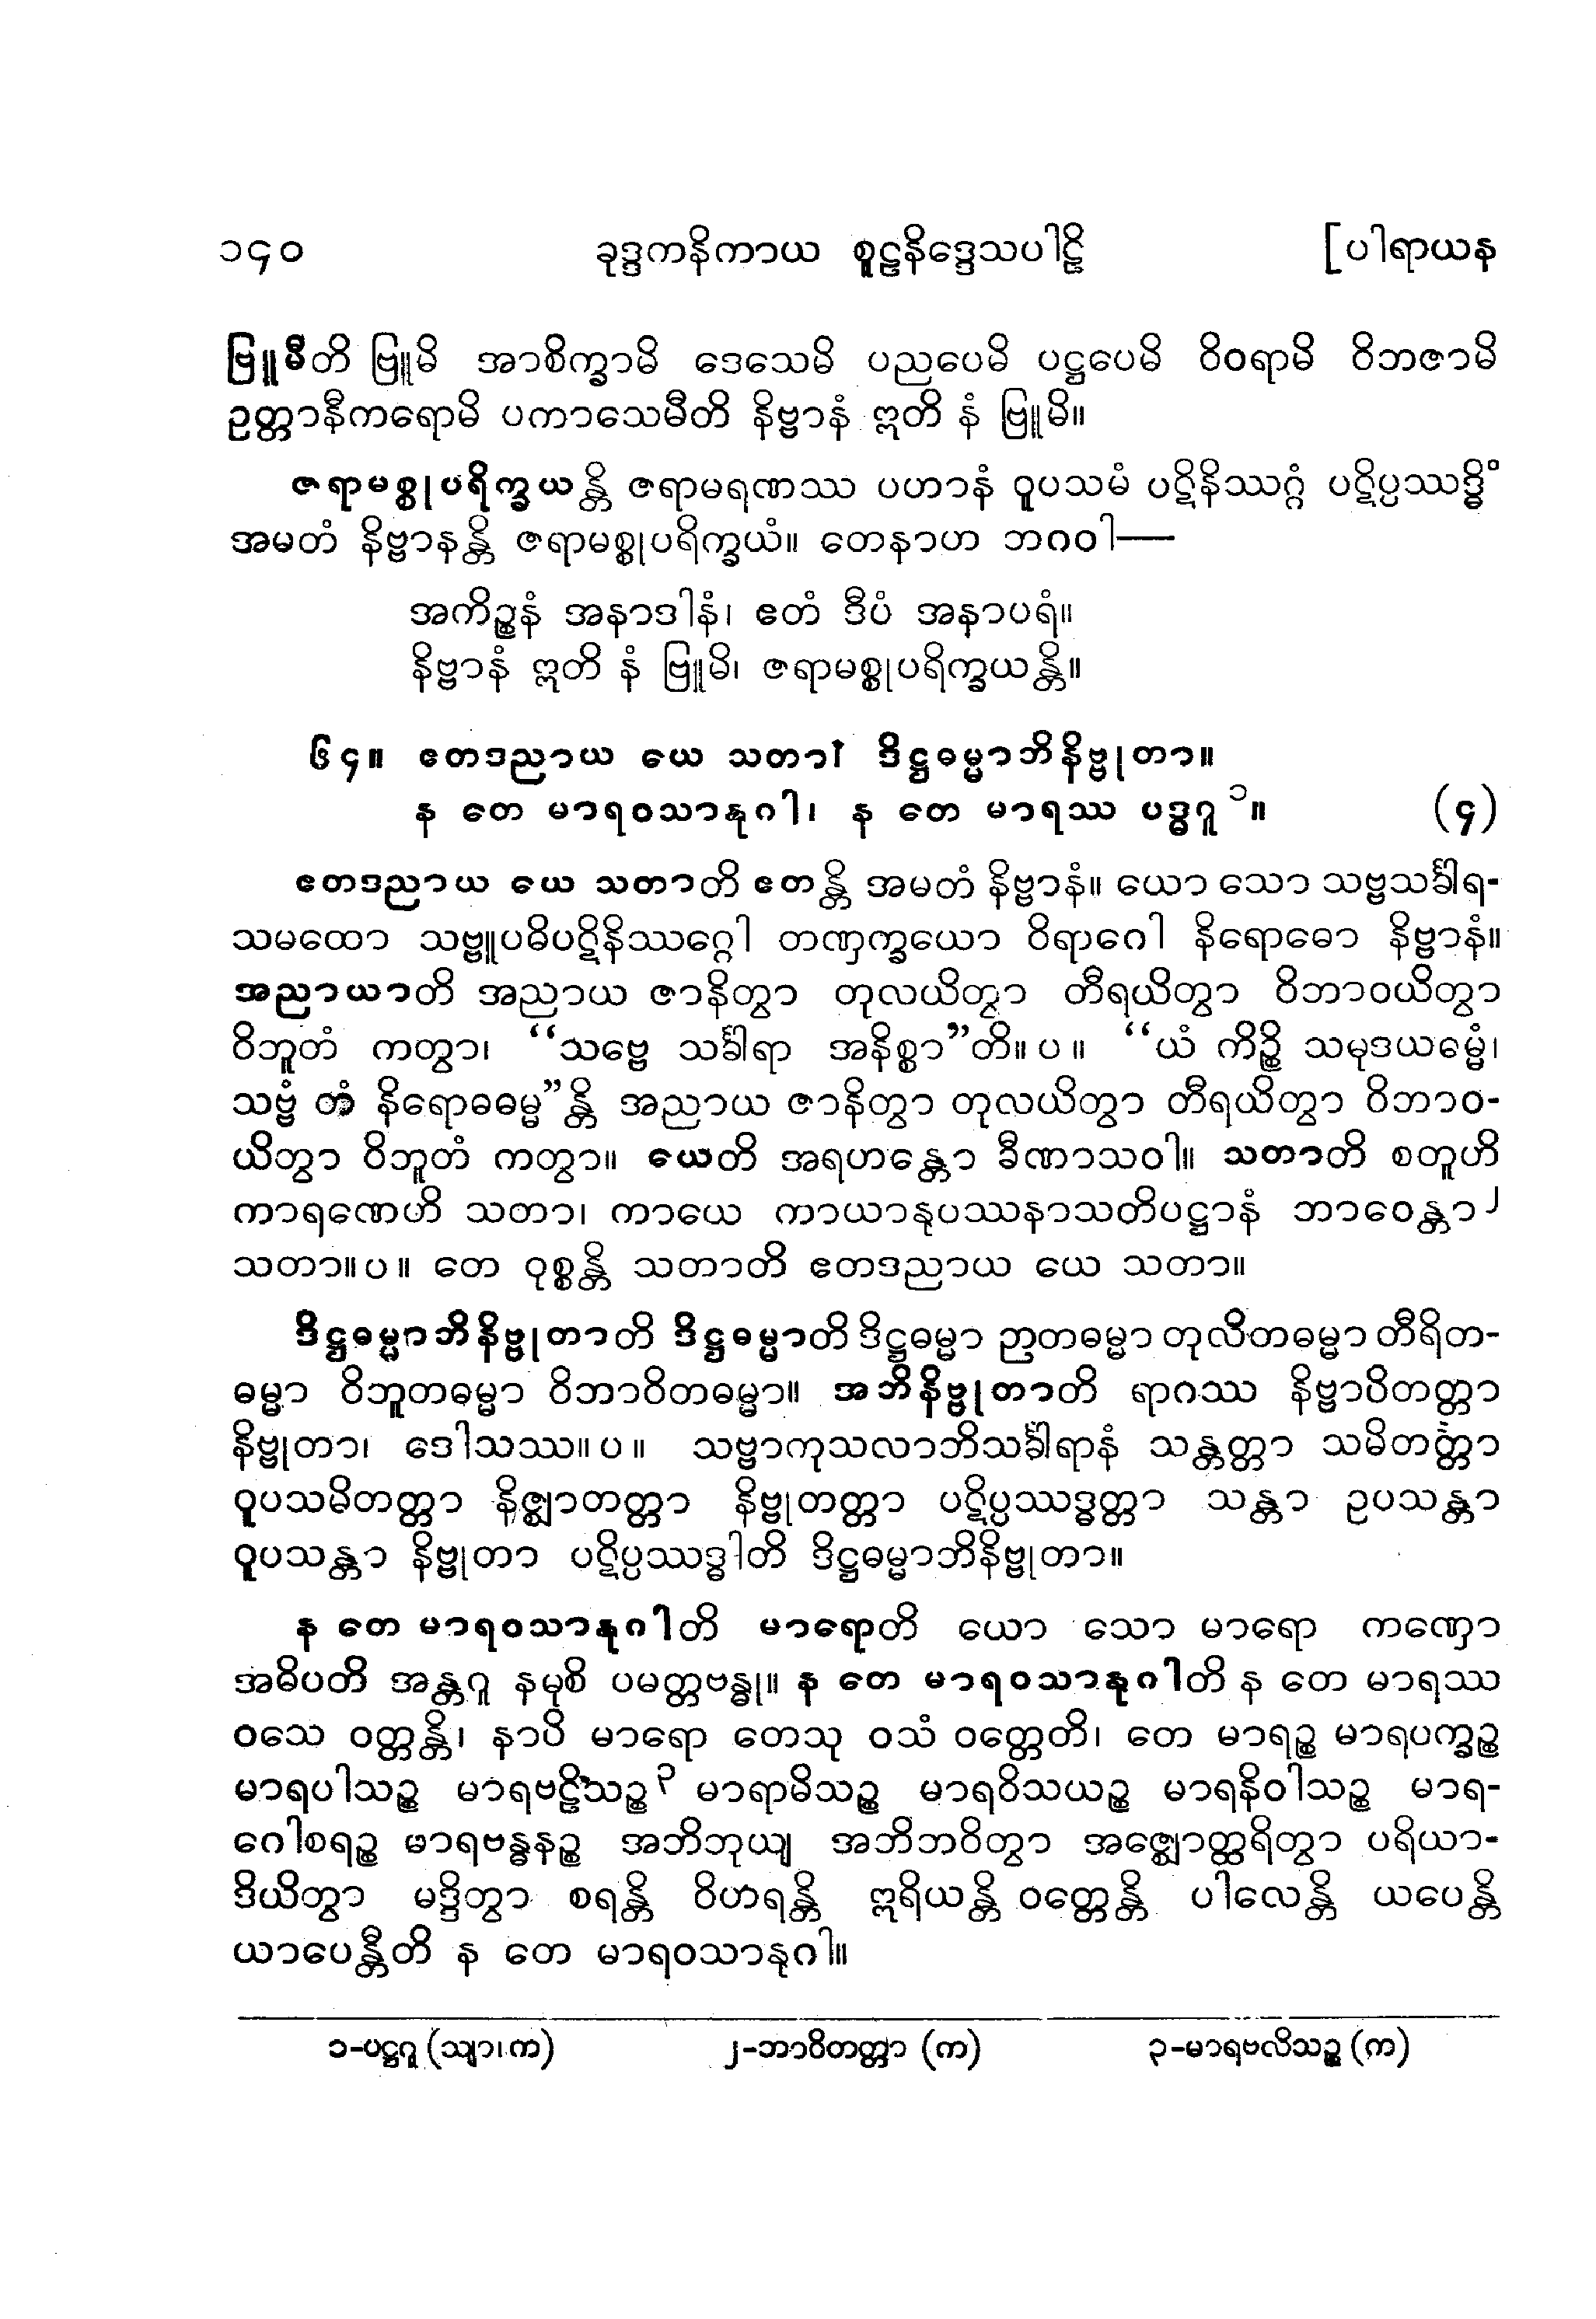 ၁၄၀ ခုဒ္ဒကနိကာယ စူဠနိဒ္ဒေသပါဠိ [ပါရာယန
ဗြူမီတိ ဗြူမိ အာစိက္ခာမိ ဒေသေမိ ပညပေမိ ပဋ္ဌပေမိ ဝိဝရာမိ ဝိဘဇာမိ
ဥတ္တာနီကရောမိ ပကာသေမီတိ နိဗ္ဗာနံ ဣတိ နံ ဗြူမိ။
ဇရာမစ္စုပရိက္ခယန္တိ ဇရာမရဏဿ ပဟာနံ ဝူပသမံ ပဋိနိဿဂ္ဂံ ပဋိပ္ပဿဒ္ဓိံ
အမတံ နိဗ္ဗာနန္တိ ဇရာမစ္စုပရိက္ခယံ။ တေနာဟ ဘဂဝါ—
အကိဉ္စနံ အနာဒါနံ၊ ဧတံ ဒီပံ အနာပရံ။
နိဗ္ဗာနံ ဣတိ နံ ဗြူမိ၊ ဇရာမစ္စုပရိက္ခယန္တိ။
၆၄။ ဧတဒညာယ ယေ သတာ၊ ဒိဋ္ဌဓမ္မာဘိနိဗ္ဗုတာ။
န တေ မာရဝသာနုဂါ၊ န တေ မာရဿ ပဒ္ဓဂူ ၁။ (၄)
ဧတဒညာယ ယေ သတာတိ ဧတန္တိ အမတံ နိဗ္ဗာနံ။ ယော သော သဗ္ဗသင်္ခါရ-
သမထော သဗ္ဗူပဓိပဋိနိဿဂ္ဂေါ တဏှက္ခယော ဝိရာဂေါ နိရောဓော နိဗ္ဗာနံ။
အညာယာတိ အညာယ ဇာနိတွာ တုလယိတွာ တီရယိတွာ ဝိဘာဝယိတွာ
ဝိဘူတံ ကတွာ၊ “သဗ္ဗေ သင်္ခါရာ အနိစ္စာ”တိ။ပ။ “ယံ ကိဉ္စိ သမုဒယဓမ္မံ၊
သဗ္ဗံ တံ နိရောဓဓမ္မ”န္တိ အညာယ ဇာနိတွာ တုလယိတွာ တီရယိတွာ ဝိဘာဝ-
ယိတွာ ဝိဘူတံ ကတွာ။ ယေတိ အရဟန္တော ခီဏာသဝါ။ သတာတိ စတူဟိ
ကာရဏေဟိ သတာ၊ ကာယေ ကာယာနုပဿနာသတိပဋ္ဌာနံ ဘာဝေန္တာ ၂
သတာ။ပ။ တေ ဝုစ္စန္တိ သတာတိ ဧတဒညာယ ယေ သတာ။
ဒိဋ္ဌဓမ္မာဘိနိဗ္ဗုတာတိ ဒိဋ္ဌဓမ္မာတိ ဒိဋ္ဌဓမ္မာ ဉာတဓမ္မာ တုလိတဓမ္မာ တီရိတ-
ဓမ္မာ ဝိဘူတဓမ္မာ ဝိဘာဝိတဓမ္မာ။ အဘိနိဗ္ဗုတာတိ ရာဂဿ နိဗ္ဗာပိတတ္တာ
နိဗ္ဗုတာ၊ ဒေါသဿ။ပ။ သဗ္ဗာကုသလာဘိသင်္ခါရာနံ သန္တတ္တာ သမိတတ္တာ
ဝူပသမိတတ္တာ နိဇ္ဈာတတ္တာ နိဗ္ဗုတတ္တာ ပဋိပ္ပဿဒ္ဓတ္တာ သန္တာ ဥပသန္တာ
ဝူပသန္တာ နိဗ္ဗုတာ ပဋိပ္ပဿဒ္ဓါတိ ဒိဋ္ဌဓမ္မာဘိနိဗ္ဗုတာ။
န တေ မာရဝသာနုဂါတိ မာရောတိ ယော သော မာရော ကဏှော
အဓိပတိ အန္တဂူ နမုစိ ပမတ္တဗန္ဓု။ န တေ မာရဝသာနုဂါတိ န တေ မာရဿ
ဝသေ ဝတ္တန္တိ၊ နာပိ မာရော တေသု ဝသံ ဝတ္တေတိ၊ တေ မာရဉ္စ မာရပက္ခဉ္စ
မာရပါသဉ္စ မာရဗဠိသဉ္စ ၃ မာရာမိသဉ္စ မာရဝိသယဉ္စ မာရနိဝါသဉ္စ မာရ-
ဂေါစရဉ္စ မာရဗန္ဓနဉ္စ အဘိဘုယျ အဘိဘဝိတွာ အဇ္ဈောတ္ထရိတွာ ပရိယာ-
ဒိယိတွာ မဒ္ဒိတွာ စရန္တိ ဝိဟရန္တိ ဣရိယန္တိ ဝတ္တေန္တိ ပါလေန္တိ ယပေန္တိ
ယာပေန္တီတိ န တေ မာရဝသာနုဂါ။
၁-ပဋ္ဌဂူ (သျာ၊က) ၂-ဘာဝိတတ္တာ (က) ၃-မာရဗလိသဉ္စ (က)